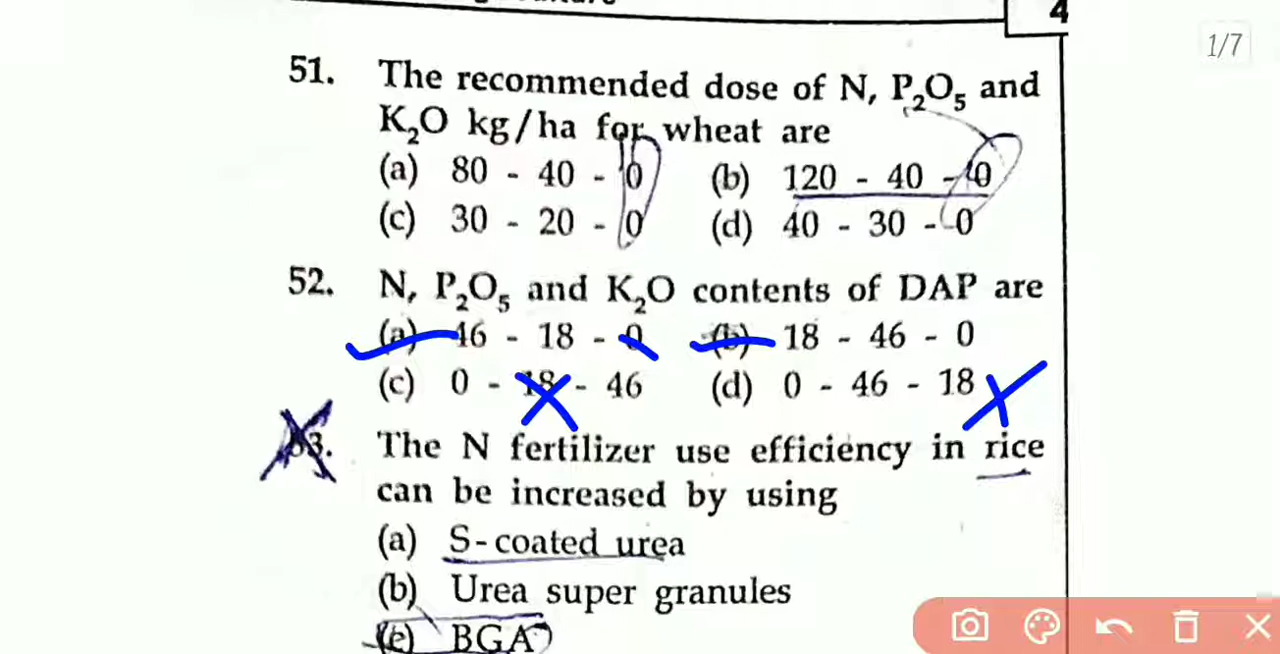 4
1/7
51. The recommended dose of N, P₂O₅ and
K₂O kg/ha for wheat are
(a) 80 - 40 - 0 (b) 120 - 40 - 0
(c) 30 - 20 - 0 (d) 40 - 30 - 0
52. N, P₂O₅ and K₂O contents of DAP are
(a) 46 - 18 - 0 (b) 18 - 46 - 0
(c) 0 - 18 - 46 (d) 0 - 46 - 18
53. The N fertilizer use efficiency in rice
can be increased by using
(a) S-coated urea
(b) Urea super granules
(c) BGA